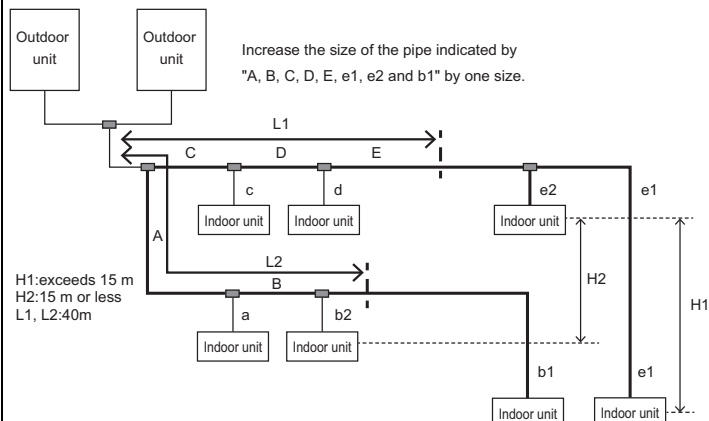 Outdoor
unit
Outdoor
unit
Increase the size of the pipe indicated by
"A, B, C, D, E, e1, e2 and b1" by one size.
L1
C
D
E
c
d
e2
e1
Indoor unit
Indoor unit
Indoor unit
A
L2
B
H1:exceeds 15 m
H2:15 m or less
L1, L2:40m
H2
H1
a
b2
Indoor unit
Indoor unit
b1
e1
Indoor unit
Indoor unit